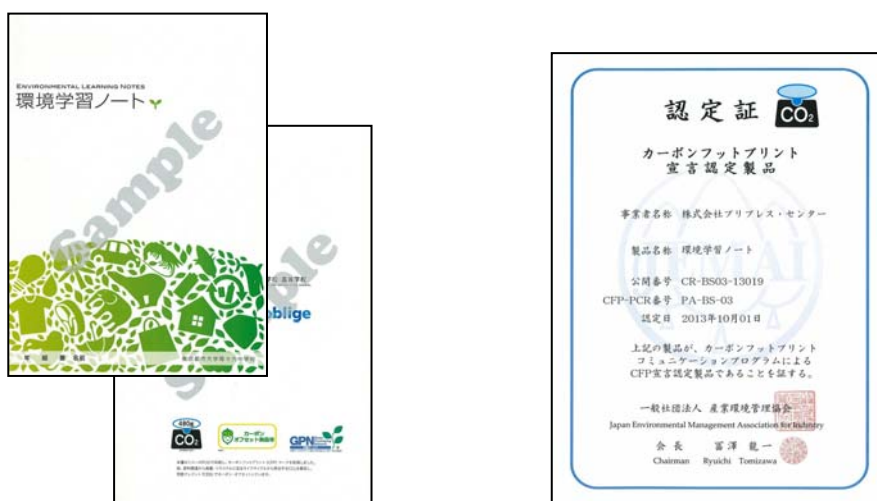 ENVIRONMENTAL LEARNING NOTES
環境学習ノート
Sample
年 組 番 名前
Sample
oblige
480g
CO₂
カーボン
オフセット
GPN
認定証
CO₂
カーボンフットプリント
宣言認定製品
事業者名称 株式会社プリプレス・センター
製品名称 環境学習ノート
公開番号 CR-BS03-13019
CFP-PCR番号 PA-BS-03
認定日 2013年10月01日
上記の製品が、カーボンフットプリント
コミュニケーションプログラムによる
CFP宣言認定製品であることを証する。
一般社団法人 産業環境管理協会
Japan Environmental Management Association for Industry
会 長 冨澤 龍一
Chairman Ryuichi Tomizawa
JEMAI